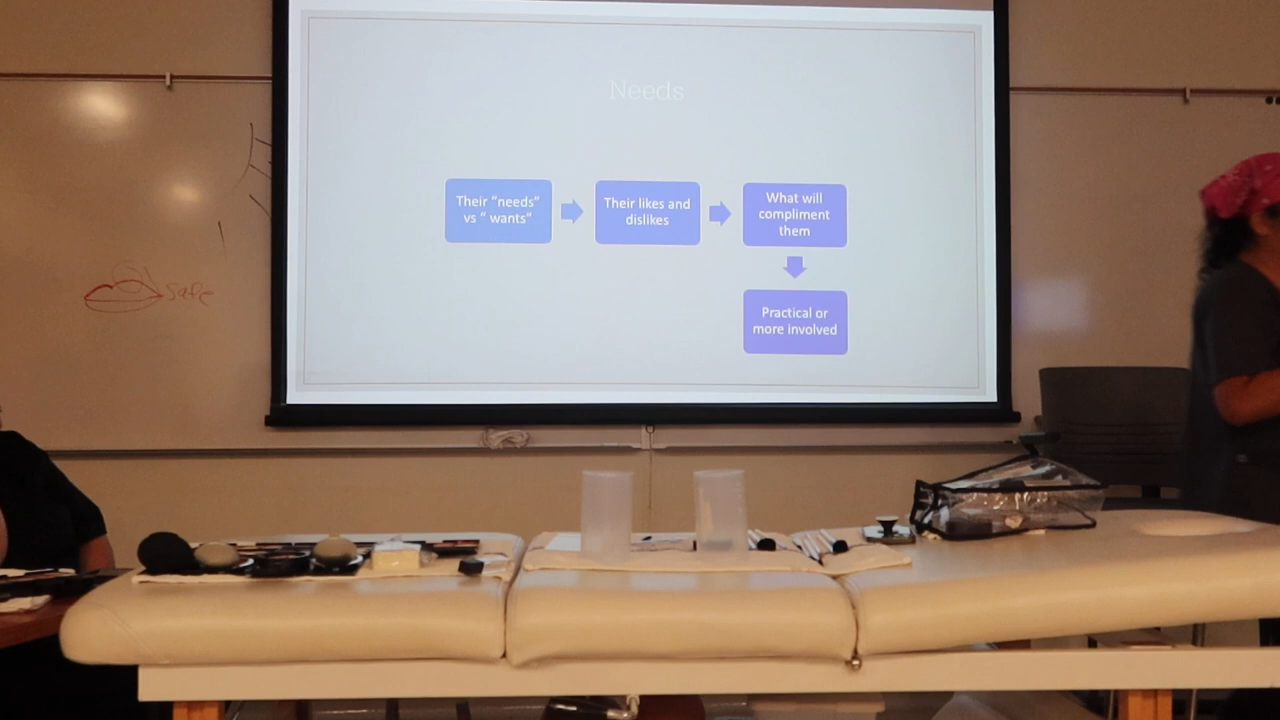 Needs
Their “needs”
vs “ wants”
Their likes and
dislikes
What will
compliment
them
Practical or
more involved
safe